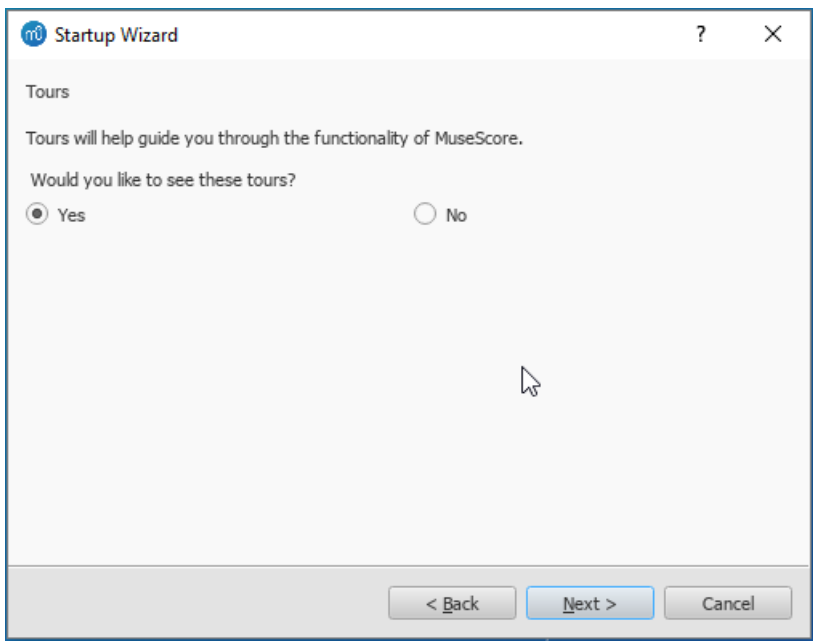 Startup Wizard ?
Tours
Tours will help guide you through the functionality of MuseScore.
Would you like to see these tours?
Yes No
< Back Next > Cancel